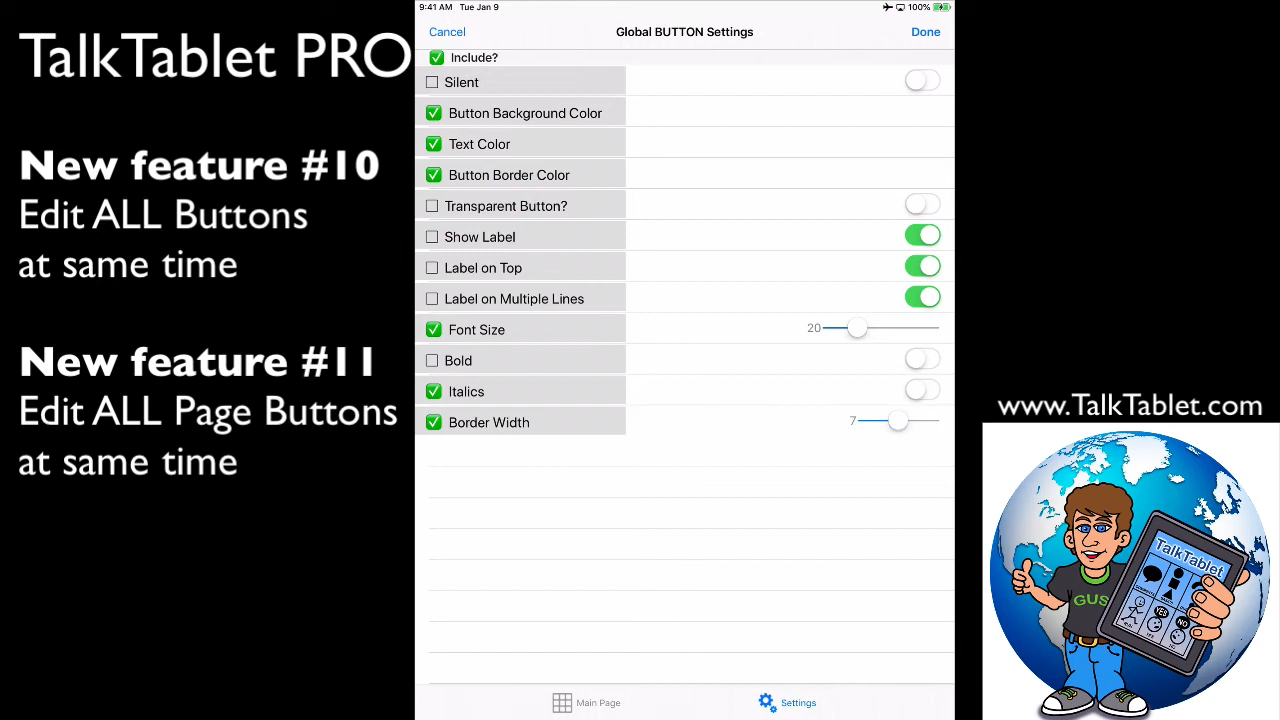 TalkTablet PRO
New feature #10
Edit ALL Buttons
at same time
New feature #11
Edit ALL Page Buttons
at same time
9:41 AM Tue Jan 9
100%
Cancel
Global BUTTON Settings
Done
Include?
Silent
Button Background Color
Text Color
Button Border Color
Transparent Button?
Show Label
Label on Top
Label on Multiple Lines
Font Size 20
Bold
Italics
Border Width 7
Main Page
Settings
www.TalkTablet.com
TalkTablet
GUS
YES
NO